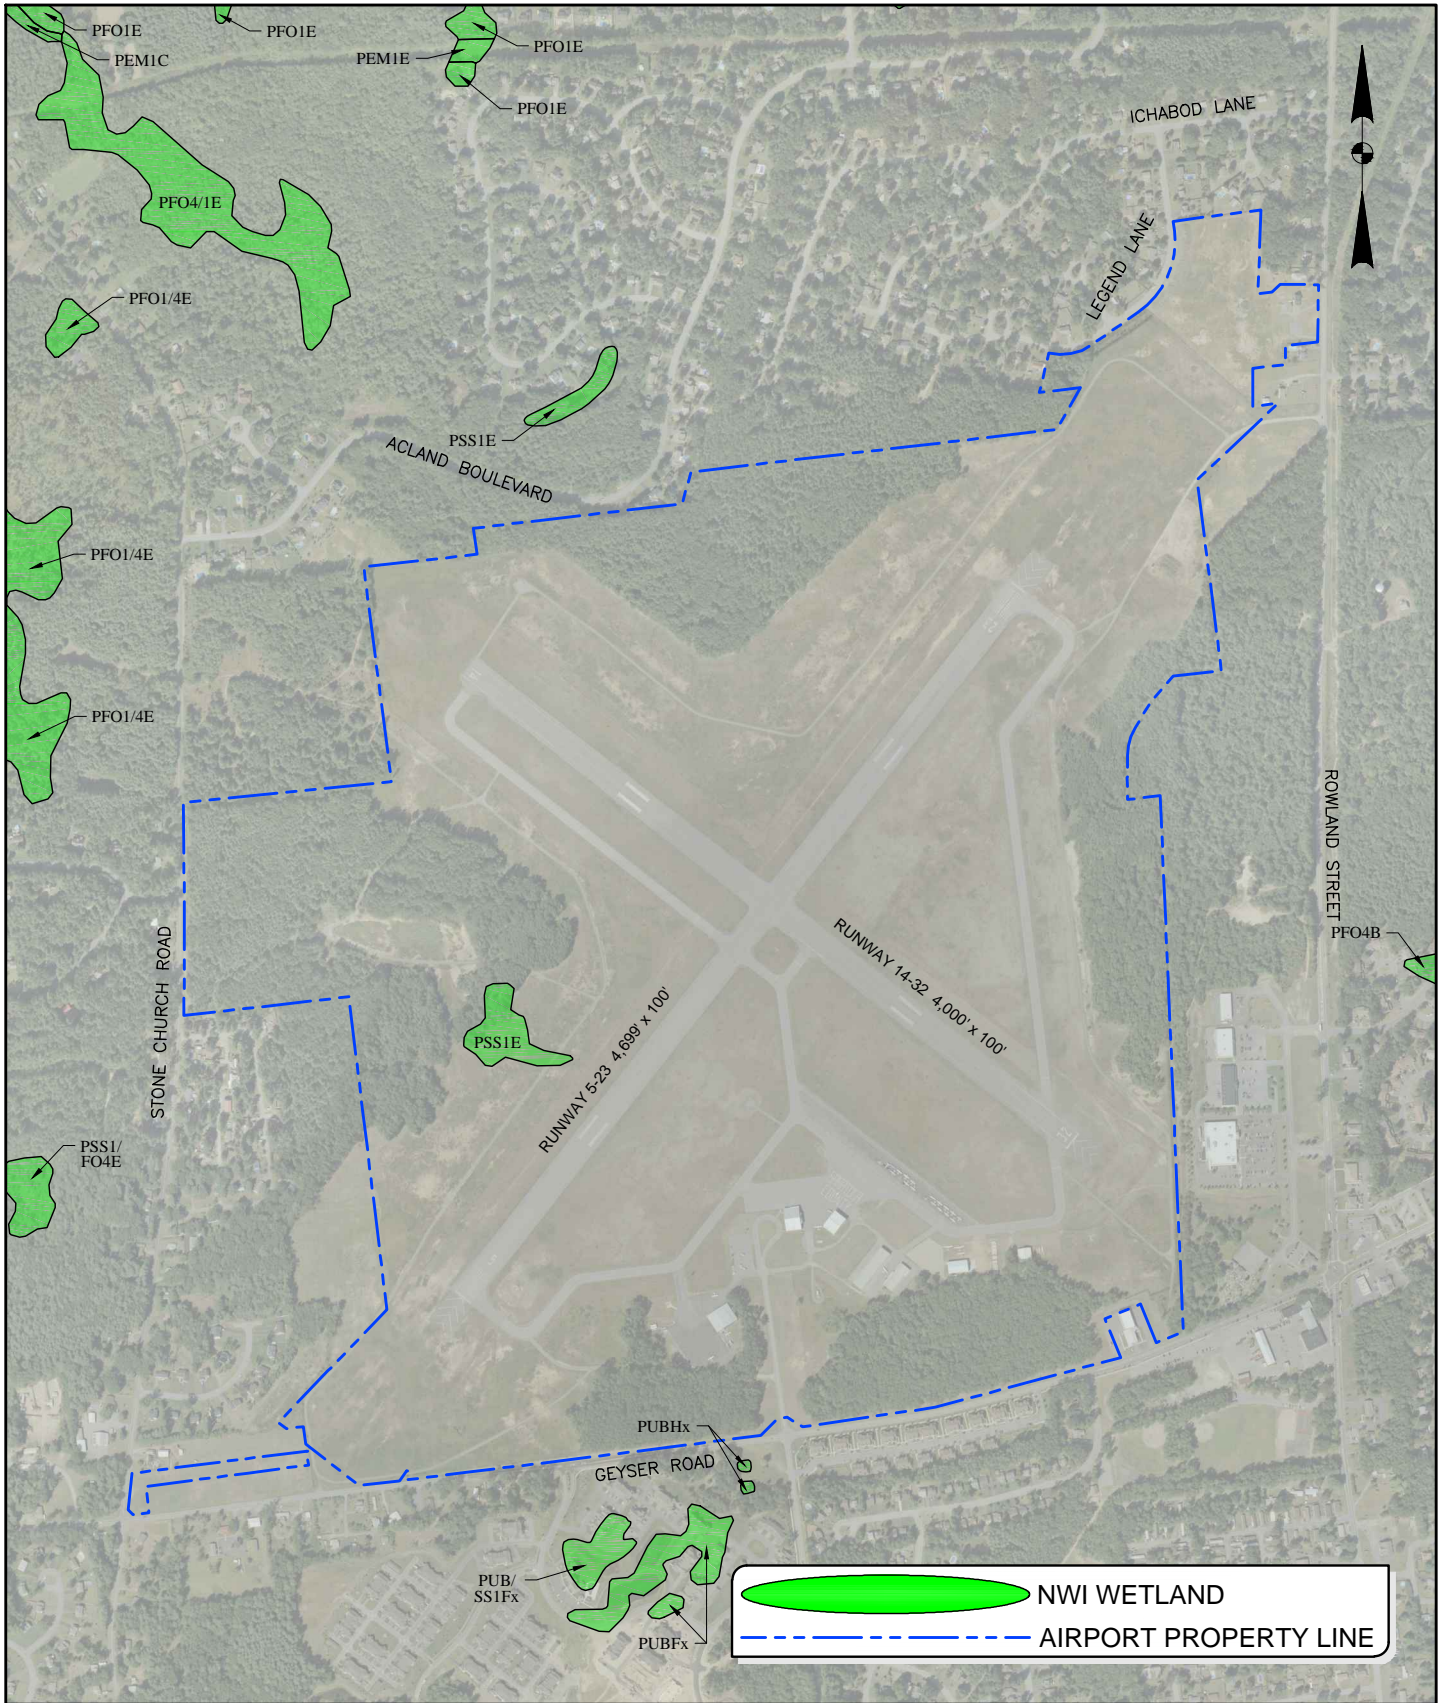 PFO1E
PEM1C
PFO1E
PFO1E
PEM1E
PFO1E
ICHABOD LANE
PFO4/1E
LEGEND LANE
PFO1/4E
PSS1E
ACLAND BOULEVARD
PFO1/4E
PFO1/4E
ROWLAND STREET
PFO4B
STONE CHURCH ROAD
RUNWAY 14-32 4,000' x 100'
PSS1E
RUNWAY 5-23 4,699' x 100'
PSS1/
FO4E
PUBHx
GEYSER ROAD
PUB/
SS1Fx
PUBFx
NWI WETLAND
AIRPORT PROPERTY LINE